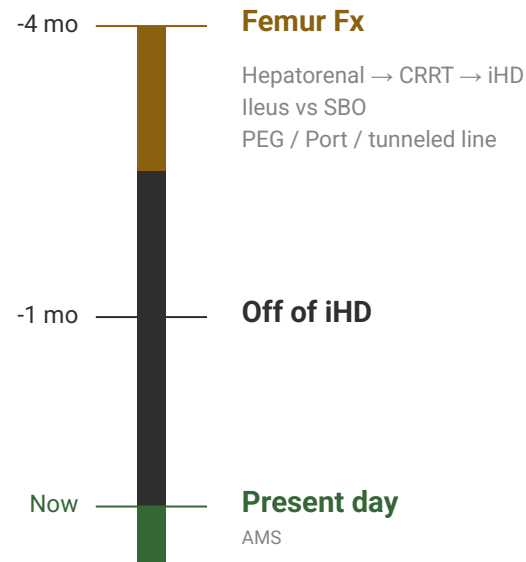 -4 mo
Femur Fx
Hepatorenal → CRRT → iHD
Ileus vs SBO
PEG / Port / tunneled line
-1 mo
Off of iHD
Now
Present day
AMS